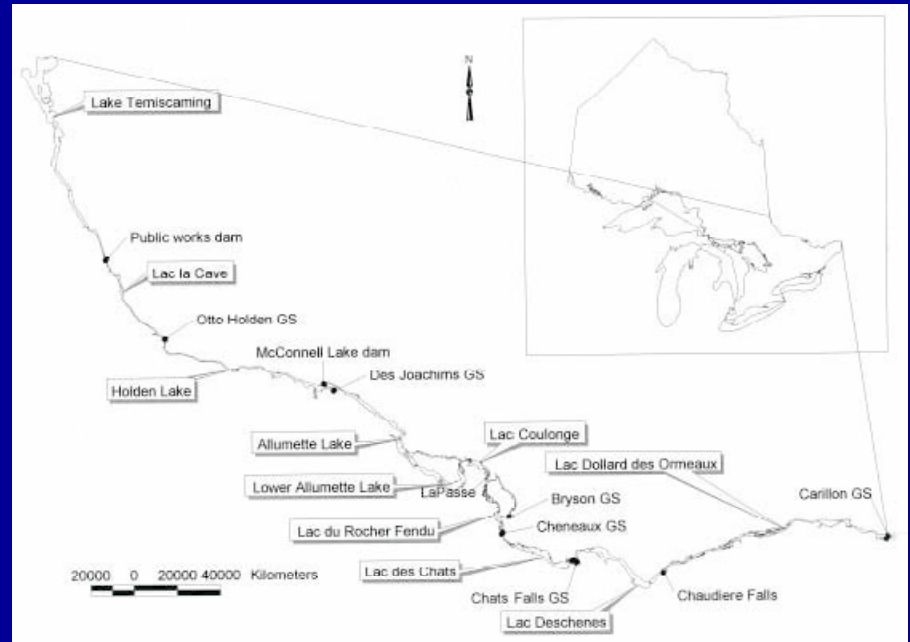 N
Lake Temiscaming
Public works dam
Lac la Cave
Otto Holden GS
McConnell Lake dam
Des Joachims GS
Holden Lake
Allumette Lake
Lac Coulonge
Lac Dollard des Ormeaux
Lower Allumette Lake
LaPasse
Carillon GS
Bryson GS
Lac du Rocher Fendu
Cheneaux GS
Lac des Chats
20000 0 20000 40000 Kilometers
Chats Falls GS
Chaudiere Falls
Lac Deschenes